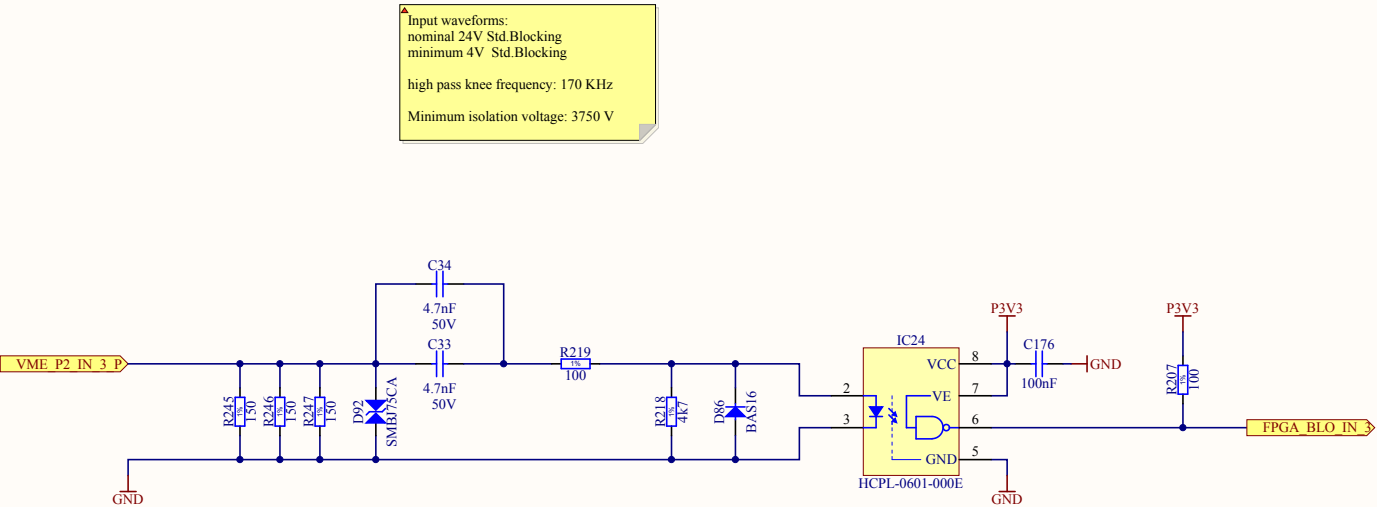 Input waveforms:
nominal 24V Std.Blocking
minimum 4V  Std.Blocking
high pass knee frequency: 170 KHz
Minimum isolation voltage: 3750 V
C34
4.7nF
50V
C33
4.7nF
50V
VME_P2_IN_3_P
R245
1%
150
R246
1%
150
R247
1%
150
D92
SMBJ75CA
R219
1%
100
R218
1%
4k7
D86
BAS16
IC24
2
3
VCC
VE
GND
8
7
6
5
HCPL-0601-000E
P3V3
C176
100nF
GND
P3V3
R207
1%
100
FPGA_BLO_IN_3
GND
GND